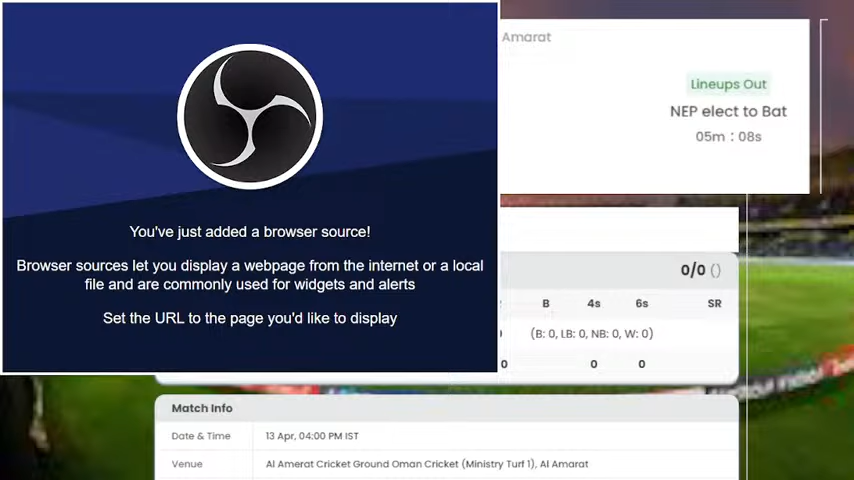 You've just added a browser source!
Browser sources let you display a webpage from the internet or a local
file and are commonly used for widgets and alerts
Set the URL to the page you'd like to display
Amarat
Lineups Out
NEP elect to Bat
05m : 08s
0/0 ()
B 4s 6s SR
(B: 0, LB: 0, NB: 0, W: 0)
0 0 0
Match Info
Date & Time 13 Apr, 04:00 PM IST
Venue Al Amerat Cricket Ground Oman Cricket (Ministry Turf 1), Al Amarat